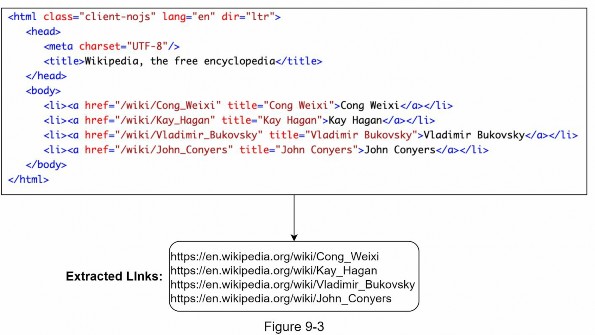 <html class="client-nojs" lang="en" dir="ltr">
<head>
<meta charset="UTF-8"/>
<title>Wikipedia, the free encyclopedia</title>
</head>
<body>
<li><a href="/wiki/Cong_Weixi" title="Cong Weixi">Cong Weixi</a></li>
<li><a href="/wiki/Kay_Hagan" title="Kay Hagan">Kay Hagan</a></li>
<li><a href="/wiki/Vladimir_Bukovsky" title="Vladimir Bukovsky">Vladimir Bukovsky</a></li>
<li><a href="/wiki/John_Conyers" title="John Conyers">John Conyers</a></li>
</body>
</html>
Extracted Links:
https://en.wikipedia.org/wiki/Cong_Weixi
https://en.wikipedia.org/wiki/Kay_Hagan
https://en.wikipedia.org/wiki/Vladimir_Bukovsky
https://en.wikipedia.org/wiki/John_Conyers
Figure 9-3